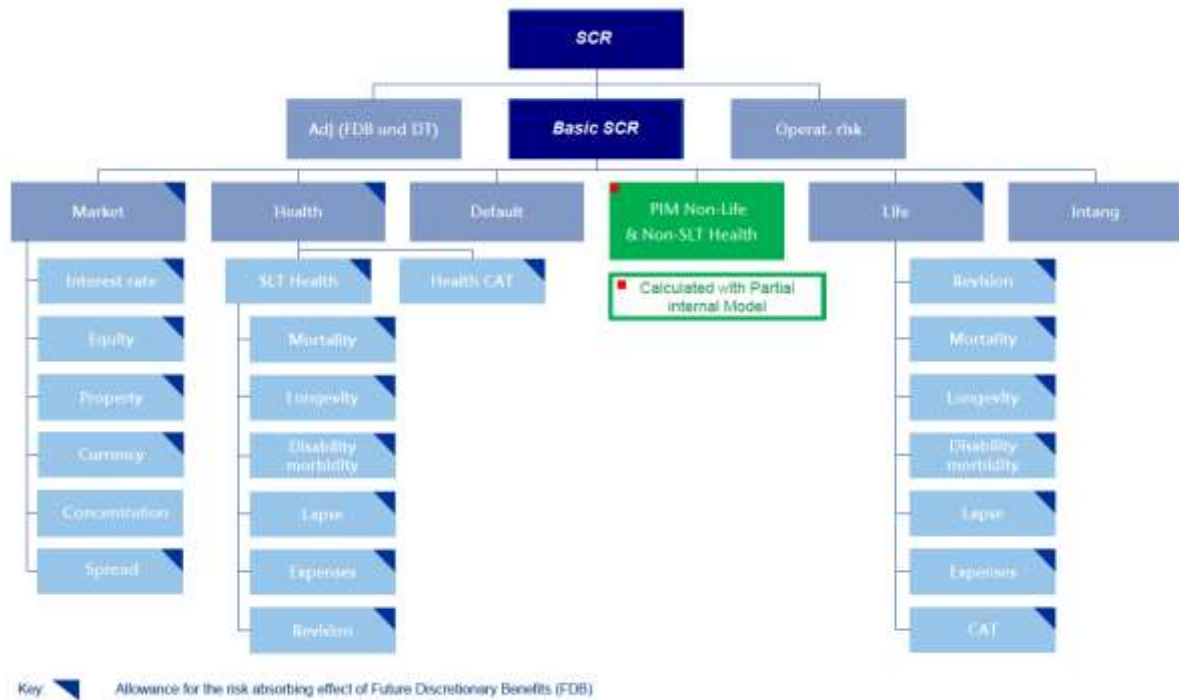 SCR
Adj (FDB und DT)
Basic SCR
Operat. risk
Market
Health
Default
PIM Non-Life
& Non-SLT Health
Life
Intang
Interest rate
SLT Health
Health CAT
Calculated with Partial
Internal Model
Revision
Equity
Mortality
Mortality
Property
Longevity
Longevity
Currency
Disability
morbidity
Disability
morbidity
Concentration
Lapse
Lapse
Spread
Expenses
Expenses
Revision
CAT
Key:
Allowance for the risk absorbing effect of Future Discretionary Benefits (FDB)